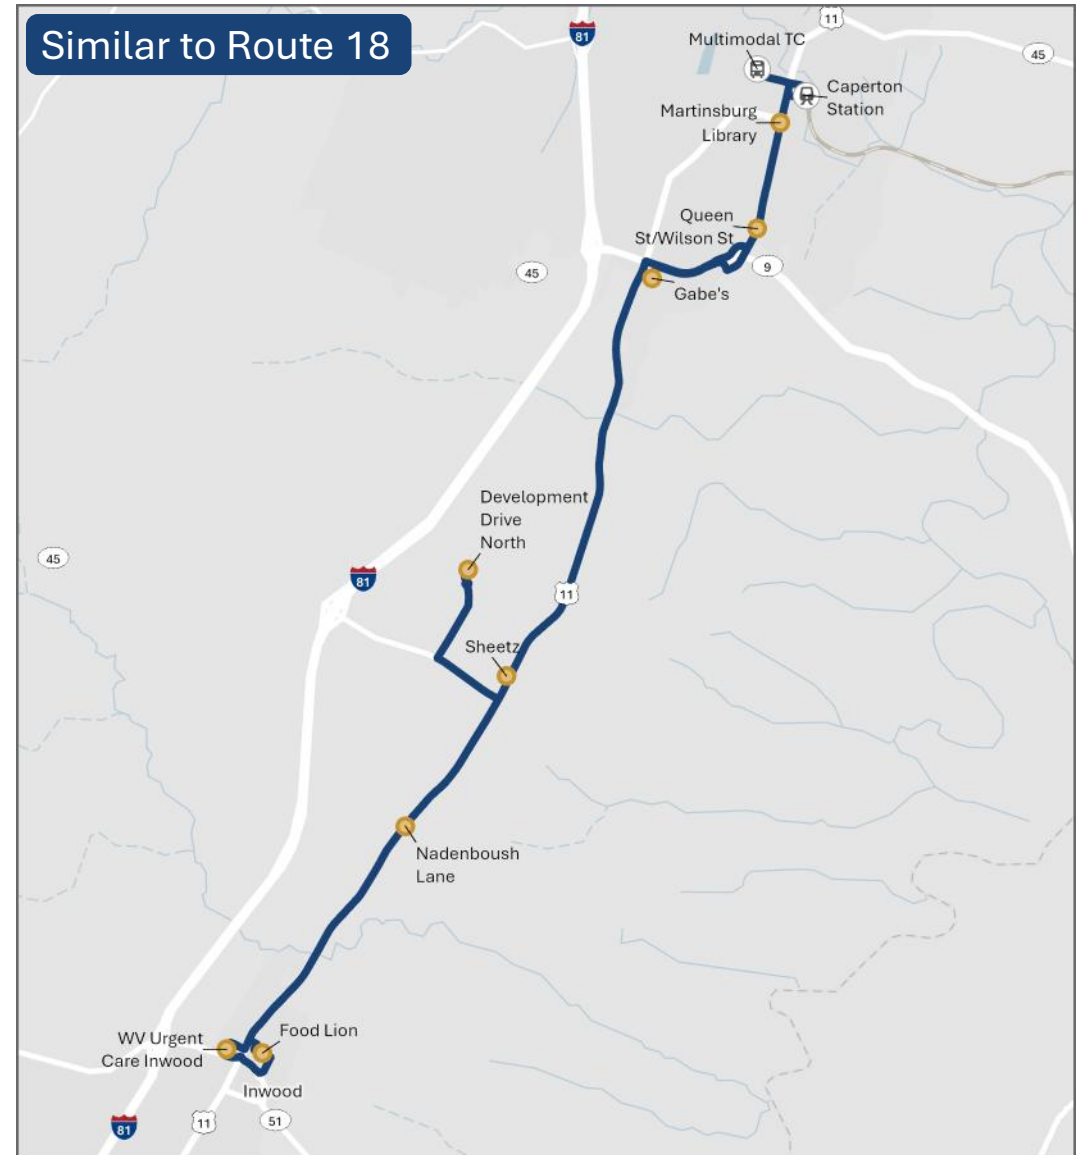 Similar to Route 18
11
81
45
Multimodal TC
Caperton
Station
Martinsburg
Library
Queen
St/Wilson St
9
45
Gabe's
Development
Drive
North
45
81
11
Sheetz
Nadenboush
Lane
Food Lion
WV Urgent
Care Inwood
Inwood
81
11
51